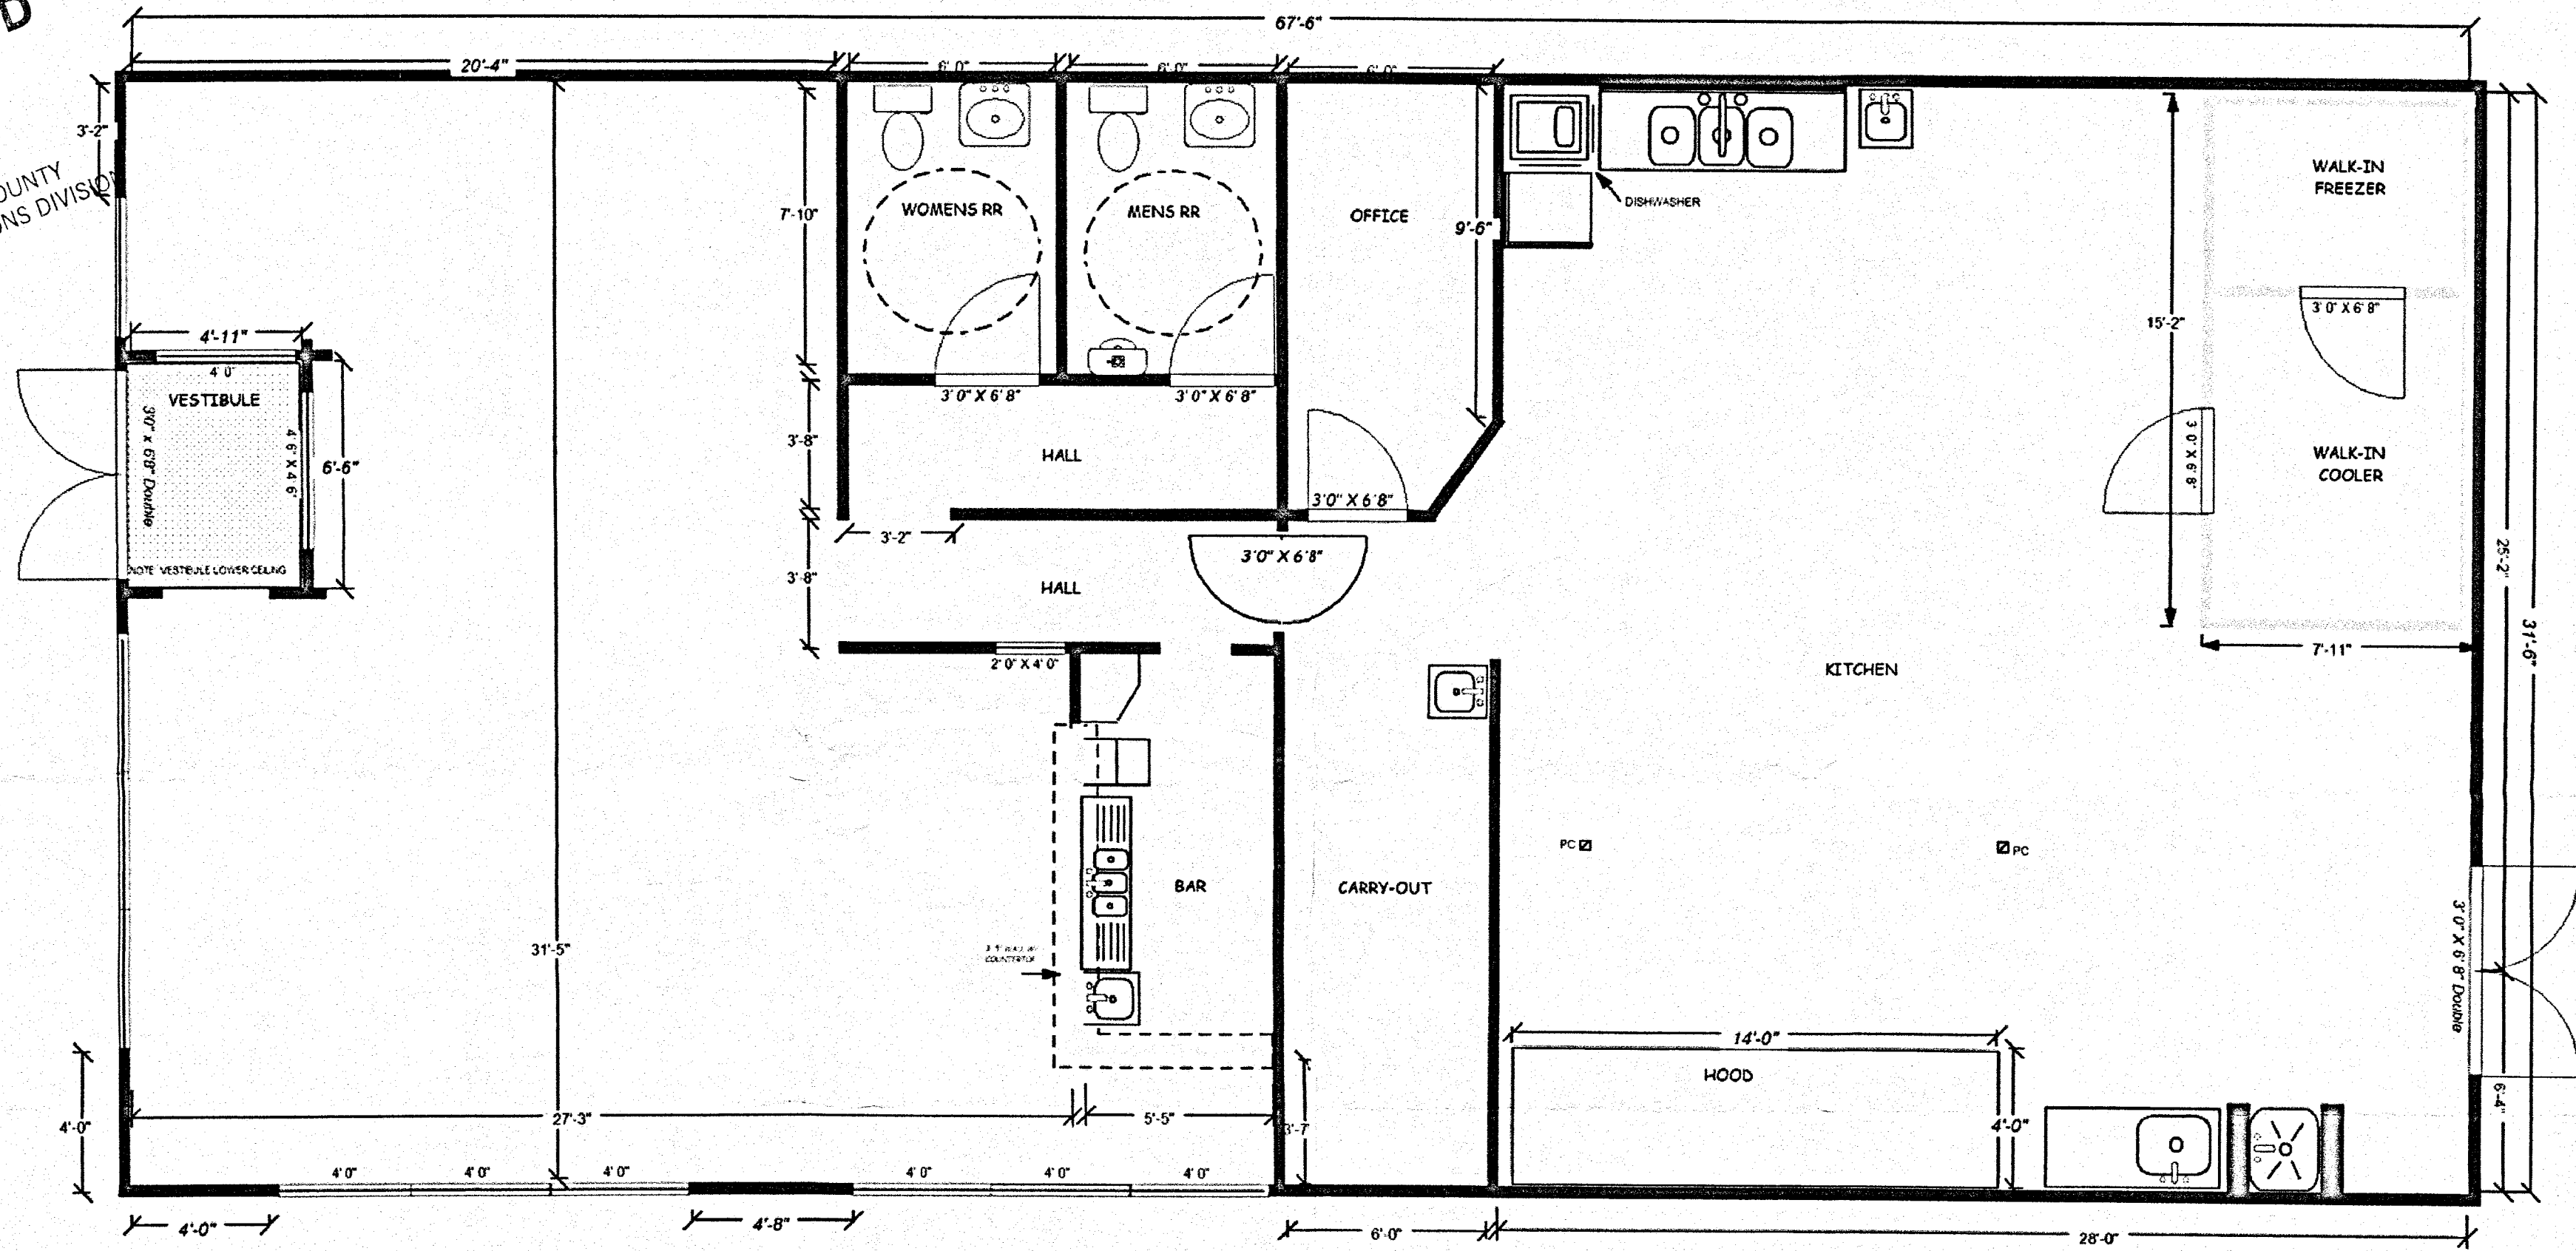 D
67'-6"
20'-4"
6'0"
6'-0"
6'-0"
3'-2"
OUNTY
ONS DIVISION
7'-10"
WOMENS RR
MENS RR
OFFICE
9'-6"
DISHWASHER
WALK-IN
FREEZER
15'-2"
3'0" X 6'8"
4'-11"
4'0"
VESTIBULE
3'0" x 6'8" Double
4'6" X 4'6"
6'-6"
NOTE VESTIBULE LOWER CEILING
3'0" X 6'8"
3'0" X 6'8"
3'-8"
HALL
3'0" X 6'8"
3'0" X 6'8"
WALK-IN
COOLER
3'-2"
3'0" X 6'8"
3'-8"
HALL
25'-2"
31'-6"
2'0" X 4'0"
7'-11"
KITCHEN
PC
PC
BAR
CARRY-OUT
31'-5"
COUNTERTOP
3'0" X 6'8" Double
14'-0"
HOOD
4'-0"
6'-4"
4'-0"
27'-3"
5'-5"
3'-7
4'0"
4'0"
4'0"
4'0"
4'0"
4'0"
4'-0"
4'-8"
6'-0"
28'-0"